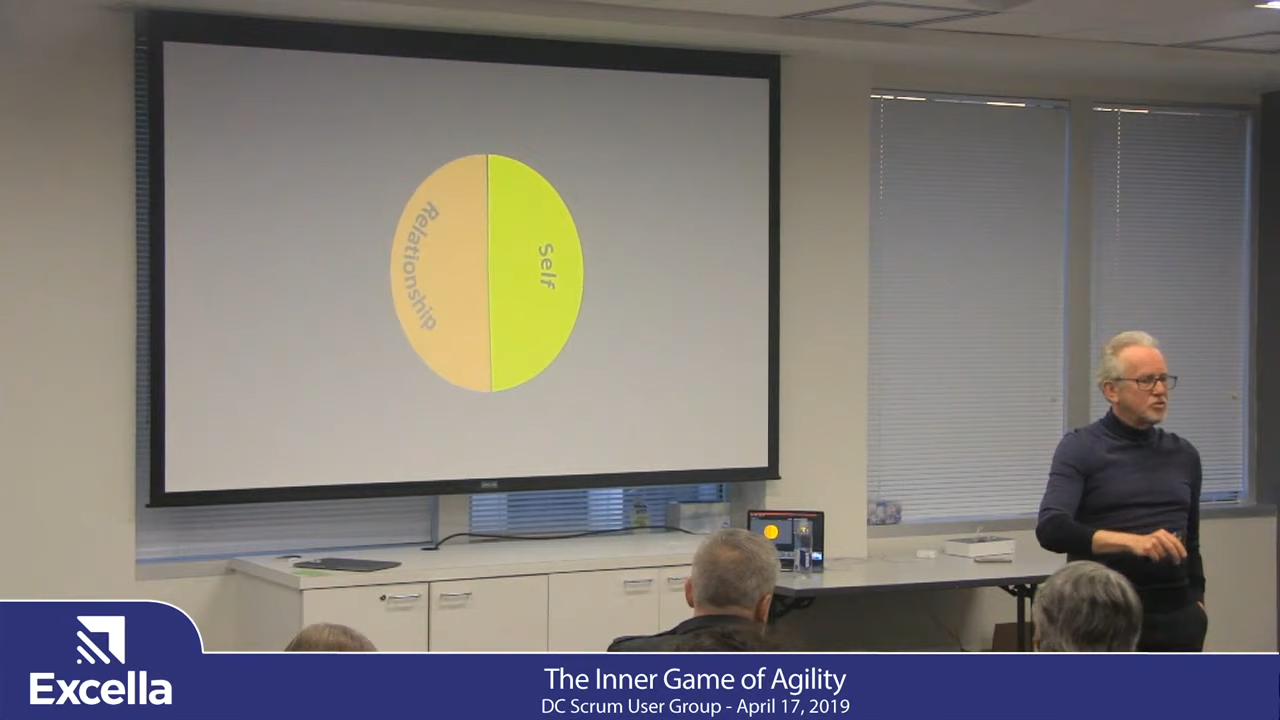 Relationship
Self
Excella
The Inner Game of Agility
DC Scrum User Group - April 17, 2019